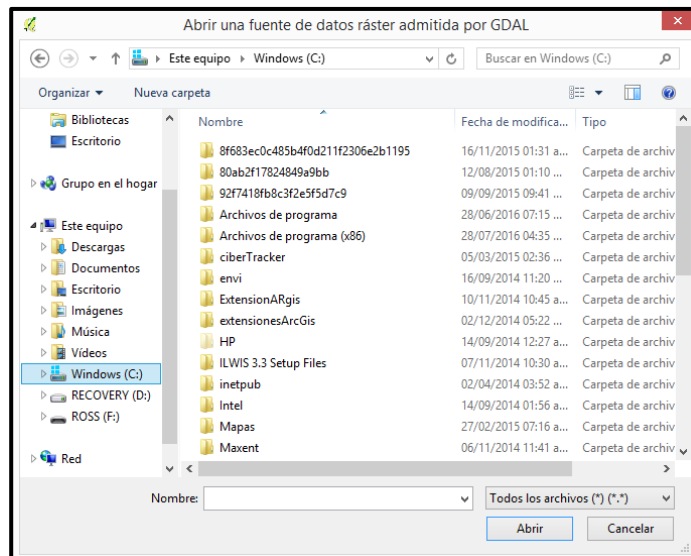 Abrir una fuente de datos ráster admitida por GDAL
Este equipo Windows (C:)
Buscar en Windows (C:)
Organizar Nueva carpeta
Bibliotecas
Escritorio
Grupo en el hogar
Este equipo
Descargas
Documentos
Escritorio
Imágenes
Música
Vídeos
Windows (C:)
RECOVERY (D:)
ROSS (F:)
Red
Nombre Fecha de modifica... Tipo
8f683ec0c485b4f0d211f2306e2b1195 16/11/2015 01:31 a... Carpeta de archiv
80ab2f17824849a9bb 12/08/2015 01:10 ... Carpeta de archiv
92f7418fb8c3f2e5f5d7c9 09/09/2015 09:41 ... Carpeta de archiv
Archivos de programa 28/06/2016 07:15 ... Carpeta de archiv
Archivos de programa (x86) 28/07/2016 04:35 ... Carpeta de archiv
ciberTracker 05/03/2015 02:36 ... Carpeta de archiv
envi 16/09/2014 11:20 ... Carpeta de archiv
ExtensionARgis 10/11/2014 10:45 a... Carpeta de archiv
extensionesArcGis 02/12/2014 05:22 ... Carpeta de archiv
HP 14/09/2014 12:27 a... Carpeta de archiv
ILWIS 3.3 Setup Files 07/11/2014 10:30 a... Carpeta de archiv
inetpub 02/04/2014 03:52 a... Carpeta de archiv
Intel 14/09/2014 01:56 a... Carpeta de archiv
Mapas 27/02/2015 07:16 a... Carpeta de archiv
Maxent 06/11/2014 11:41 a... Carpeta de archiv
Nombre: Todos los archivos (*) (*.*)
Abrir Cancelar